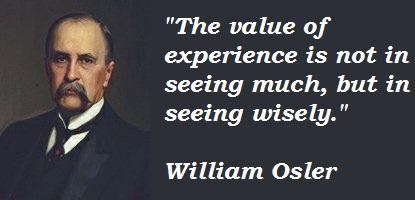 "The value of
experience is not in
seeing much, but in
seeing wisely."
William Osler